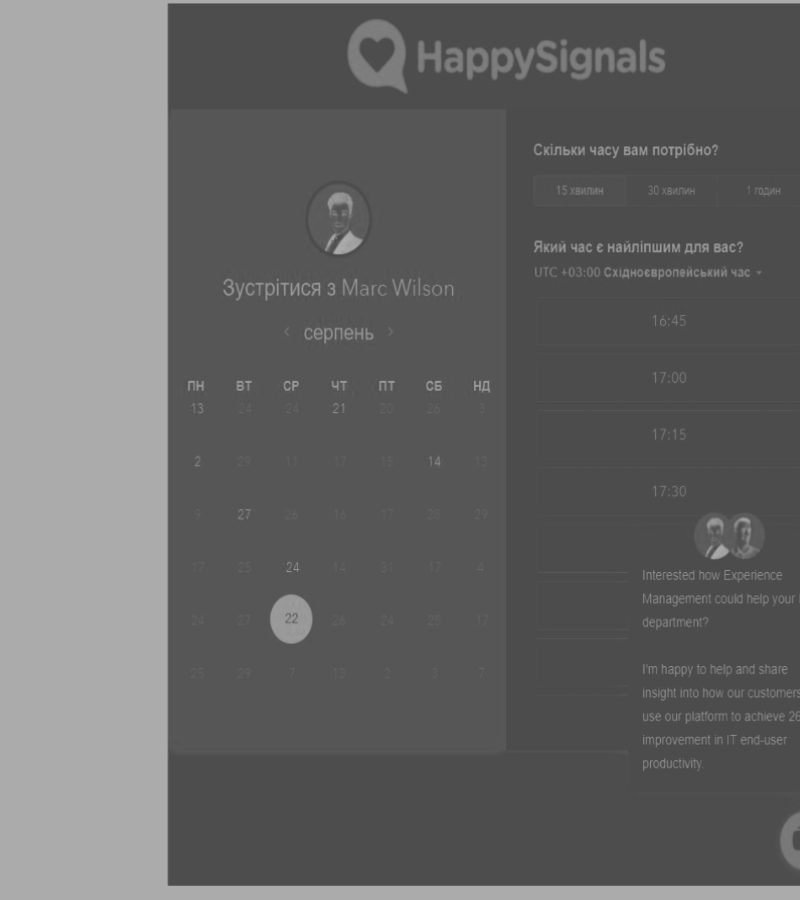 HappySignals
Зустрітися з Marc Wilson
серпень
ПН ВТ СР ЧТ ПТ СБ НД
13 24 24 21 20 26 3
2 29 11 17 15 14
9 27 26 16 17 28 29
17 25 24 14 31 17 4
24 27 22 26 24 25 17
25 29 7 13 2 3 7
Скільки часу вам потрібно?
15 хвилин 30 хвилин 1 годин
Який час є найліпшим для вас?
UTC +03:00 Східноєвропейський час
16:45
17:00
17:15
17:30
Interested how Experience
Management could help your
department?
I'm happy to help and share
insight into how our customers
use our platform to achieve 26
improvement in IT end-user
productivity.